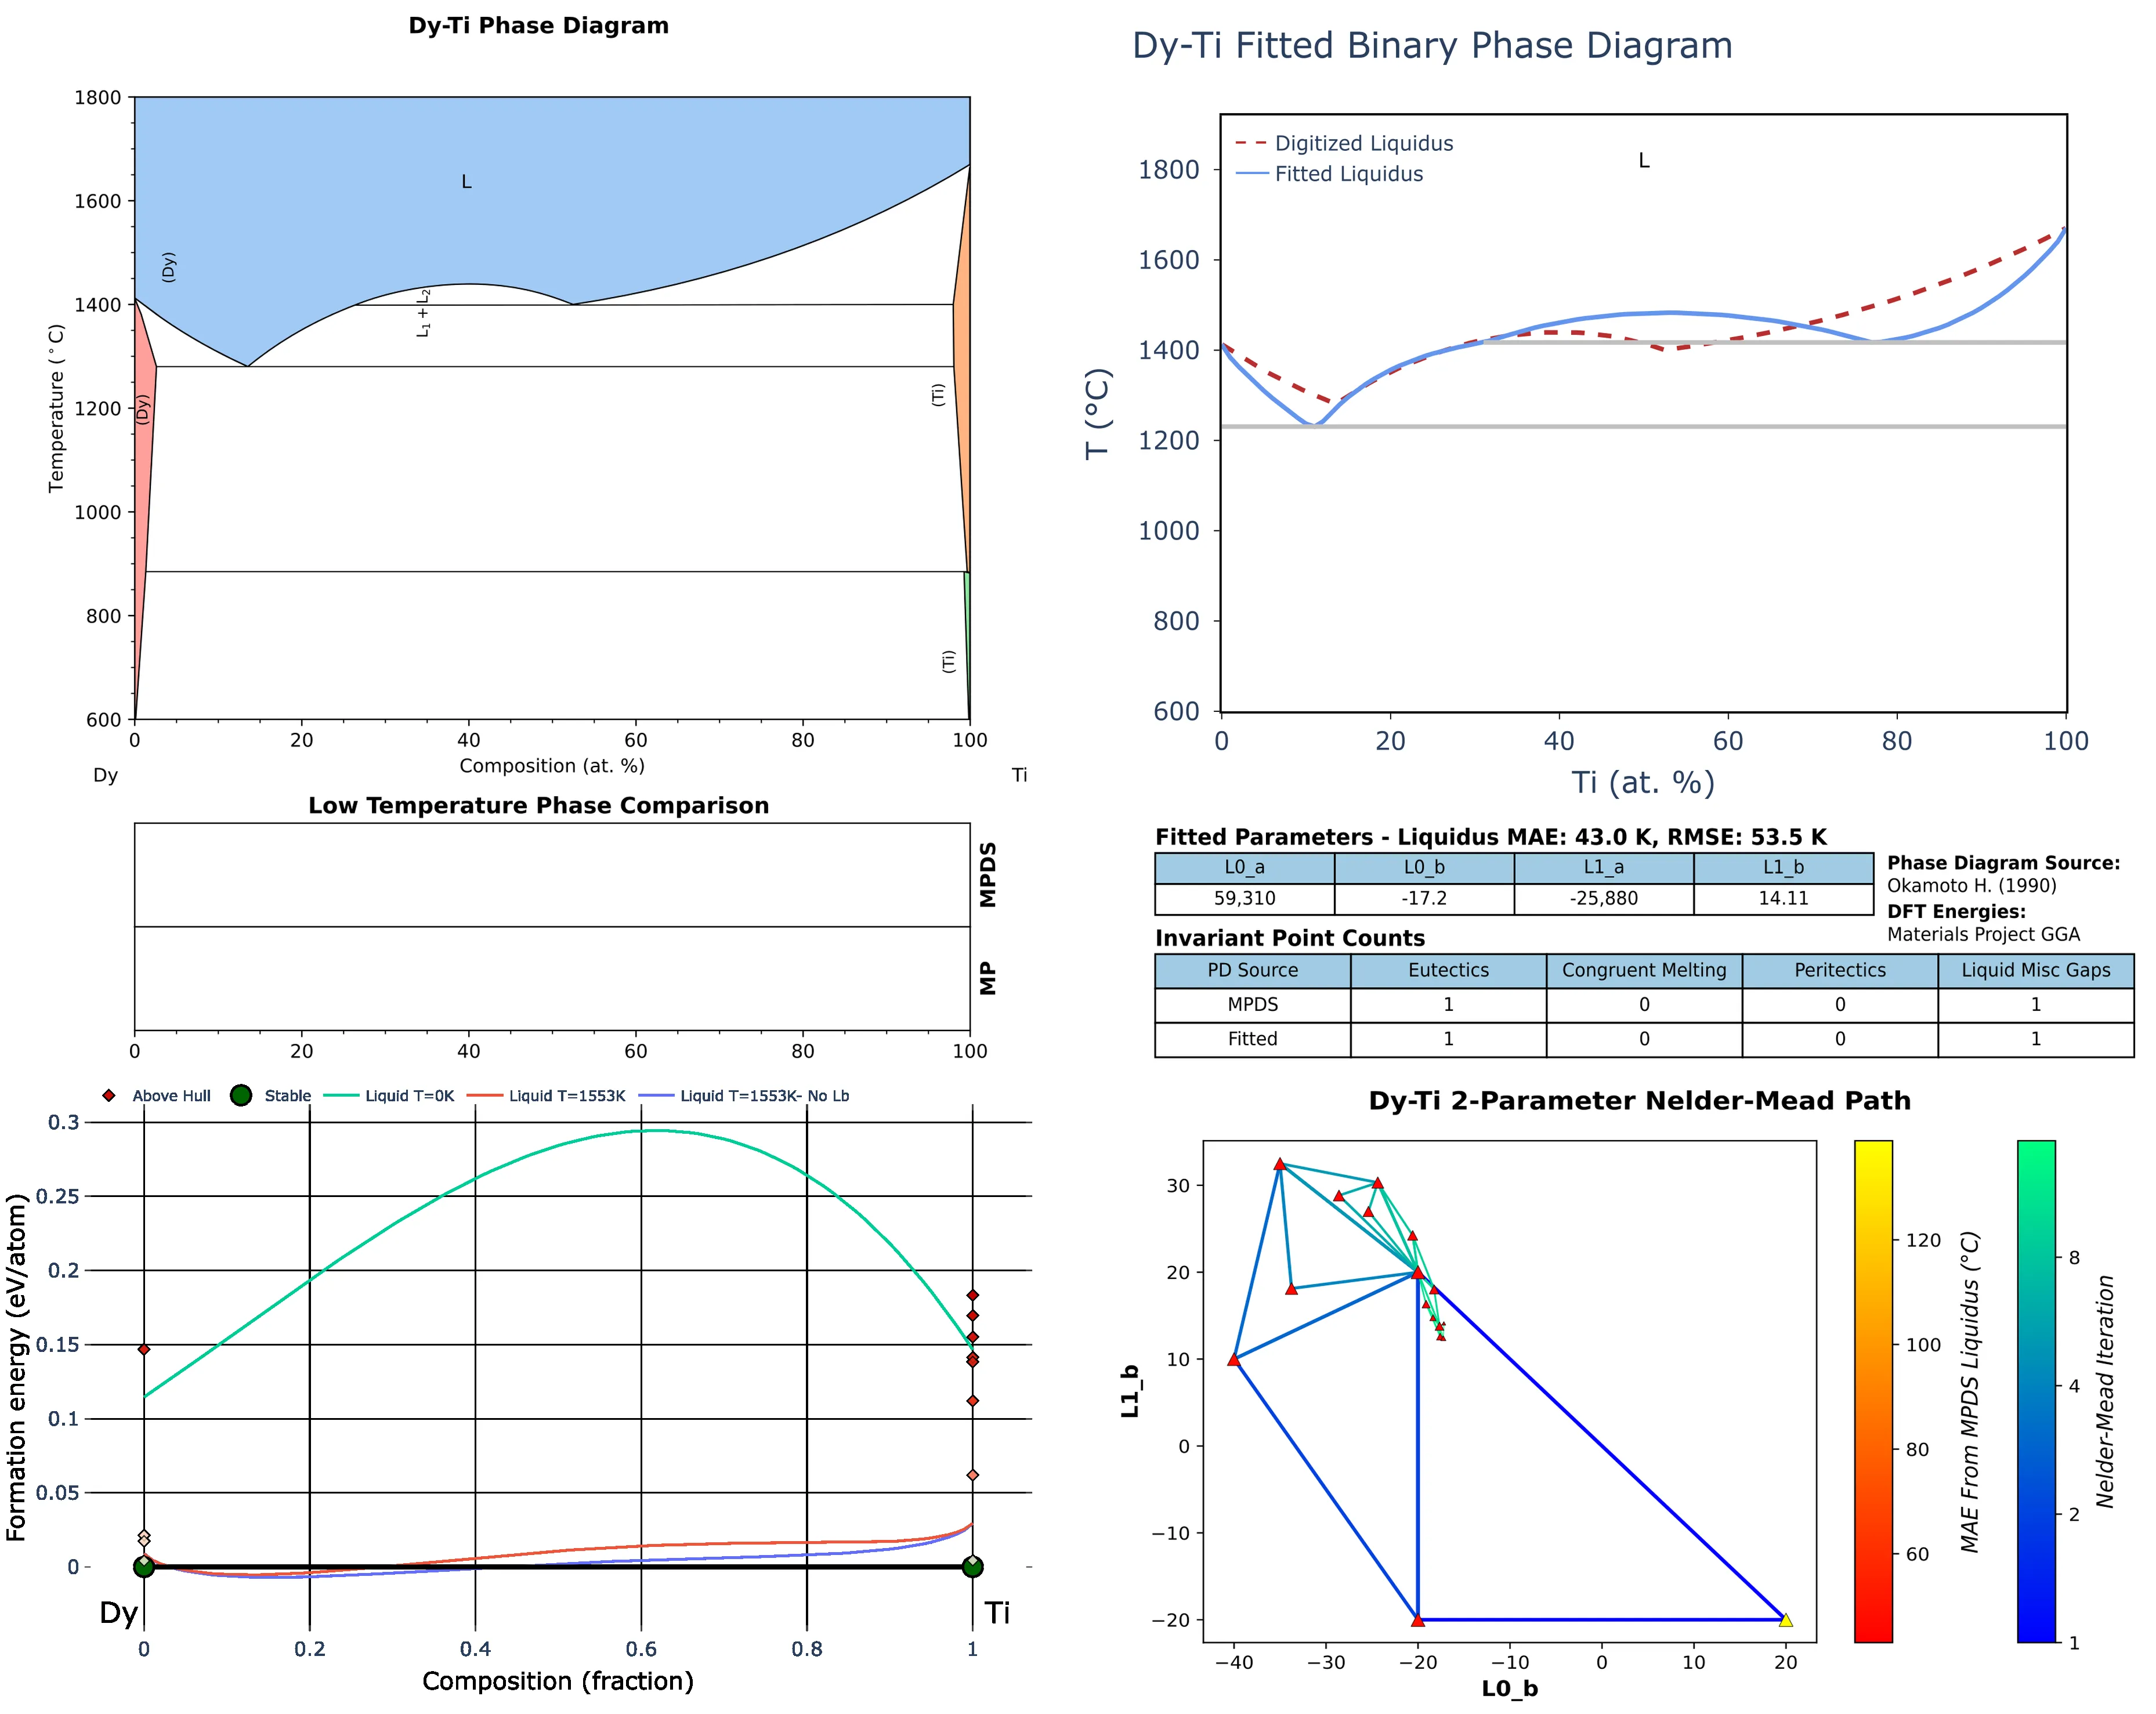 Dy-Ti Phase Diagram
1800
1600
1400
1200
1000
800
600
Temperature (°C)
L
(Dy)
L1 + L2
(Dy)
(Ti)
(Ti)
0 20 40 60 80 100
Composition (at. %)
Dy Ti
Dy-Ti Fitted Binary Phase Diagram
Digitized Liquidus
Fitted Liquidus
L
1800
1600
1400
1200
1000
800
600
T (°C)
0 20 40 60 80 100
Ti (at. %)
Low Temperature Phase Comparison
MPDS
MP
0 20 40 60 80 100
Fitted Parameters - Liquidus MAE: 43.0 K, RMSE: 53.5 K
L0_a L0_b L1_a L1_b
59,310 -17.2 -25,880 14.11
Phase Diagram Source:
Okamoto H. (1990)
DFT Energies:
Materials Project GGA
Invariant Point Counts
PD Source Eutectics Congruent Melting Peritectics Liquid Misc Gaps
MPDS 1 0 0 1
Fitted 1 0 0 1
Above Hull Stable Liquid T=0K Liquid T=1553K Liquid T=1553K- No Lb
0.3
0.25
0.2
0.15
0.1
0.05
0
Formation energy (eV/atom)
Dy Ti
0 0.2 0.4 0.6 0.8 1
Composition (fraction)
Dy-Ti 2-Parameter Nelder-Mead Path
30
20
10
0
−10
−20
L1_b
−40 −30 −20 −10 0 10 20
L0_b
120
100
80
60
MAE From MPDS Liquidus (°C)
8
4
2
1
Nelder-Mead Iteration